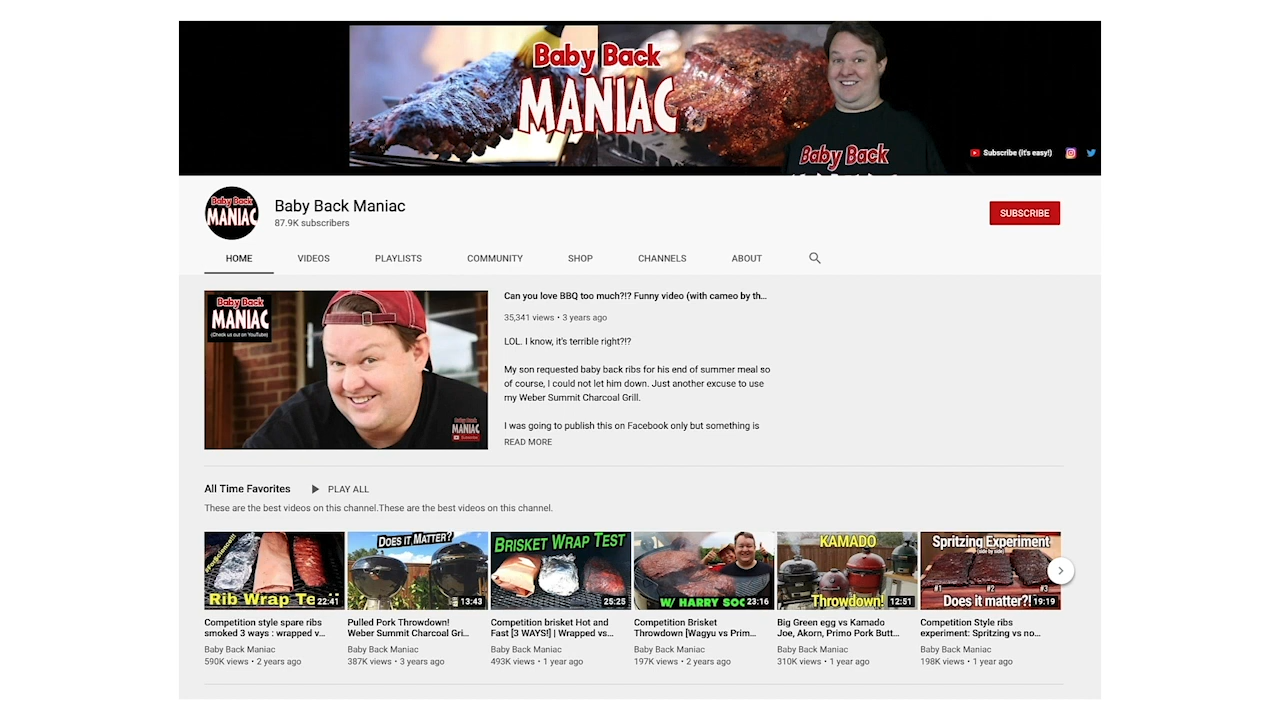 Baby Back
MANIAC
Baby Back
Subscribe (it's easy!)
Baby Back
MANIAC
Baby Back Maniac
87.9K subscribers
SUBSCRIBE
HOME VIDEOS PLAYLISTS COMMUNITY SHOP CHANNELS ABOUT
Baby Back
MANIAC
(Check us out on YouTube)
Baby Back
MANIAC
Subscribe
Can you love BBQ too much?!? Funny video (with cameo by th...
35,341 views • 3 years ago
LOL. I know, it's terrible right?!?
My son requested baby back ribs for his end of summer meal so
of course, I could not let him down. Just another excuse to use
my Weber Summit Charcoal Grill.
I was going to publish this on Facebook only but something is
READ MORE
All Time Favorites PLAY ALL
These are the best videos on this channel.These are the best videos on this channel.
Rib Wrap Te
22:41
DOES IT MATTER?
13:43
BRISKET WRAP TEST
25:25
W/ HARRY SOO
23:16
KAMADO
Throwdown!
12:51
Spritzing Experiment
(side by side)
#1 #2 #3
Does it matter?!
19:19
Competition style spare ribs
smoked 3 ways : wrapped v...
Baby Back Maniac
590K views • 2 years ago
Pulled Pork Throwdown!
Weber Summit Charcoal Gri...
Baby Back Maniac
387K views • 3 years ago
Competition brisket Hot and
Fast [3 WAYS!] | Wrapped vs...
Baby Back Maniac
493K views • 1 year ago
Competition Brisket
Throwdown [Wagyu vs Prim...
Baby Back Maniac
197K views • 2 years ago
Big Green egg vs Kamado
Joe, Akorn, Primo Pork Butt...
Baby Back Maniac
310K views • 1 year ago
Competition Style ribs
experiment: Spritzing vs no...
Baby Back Maniac
198K views • 1 year ago